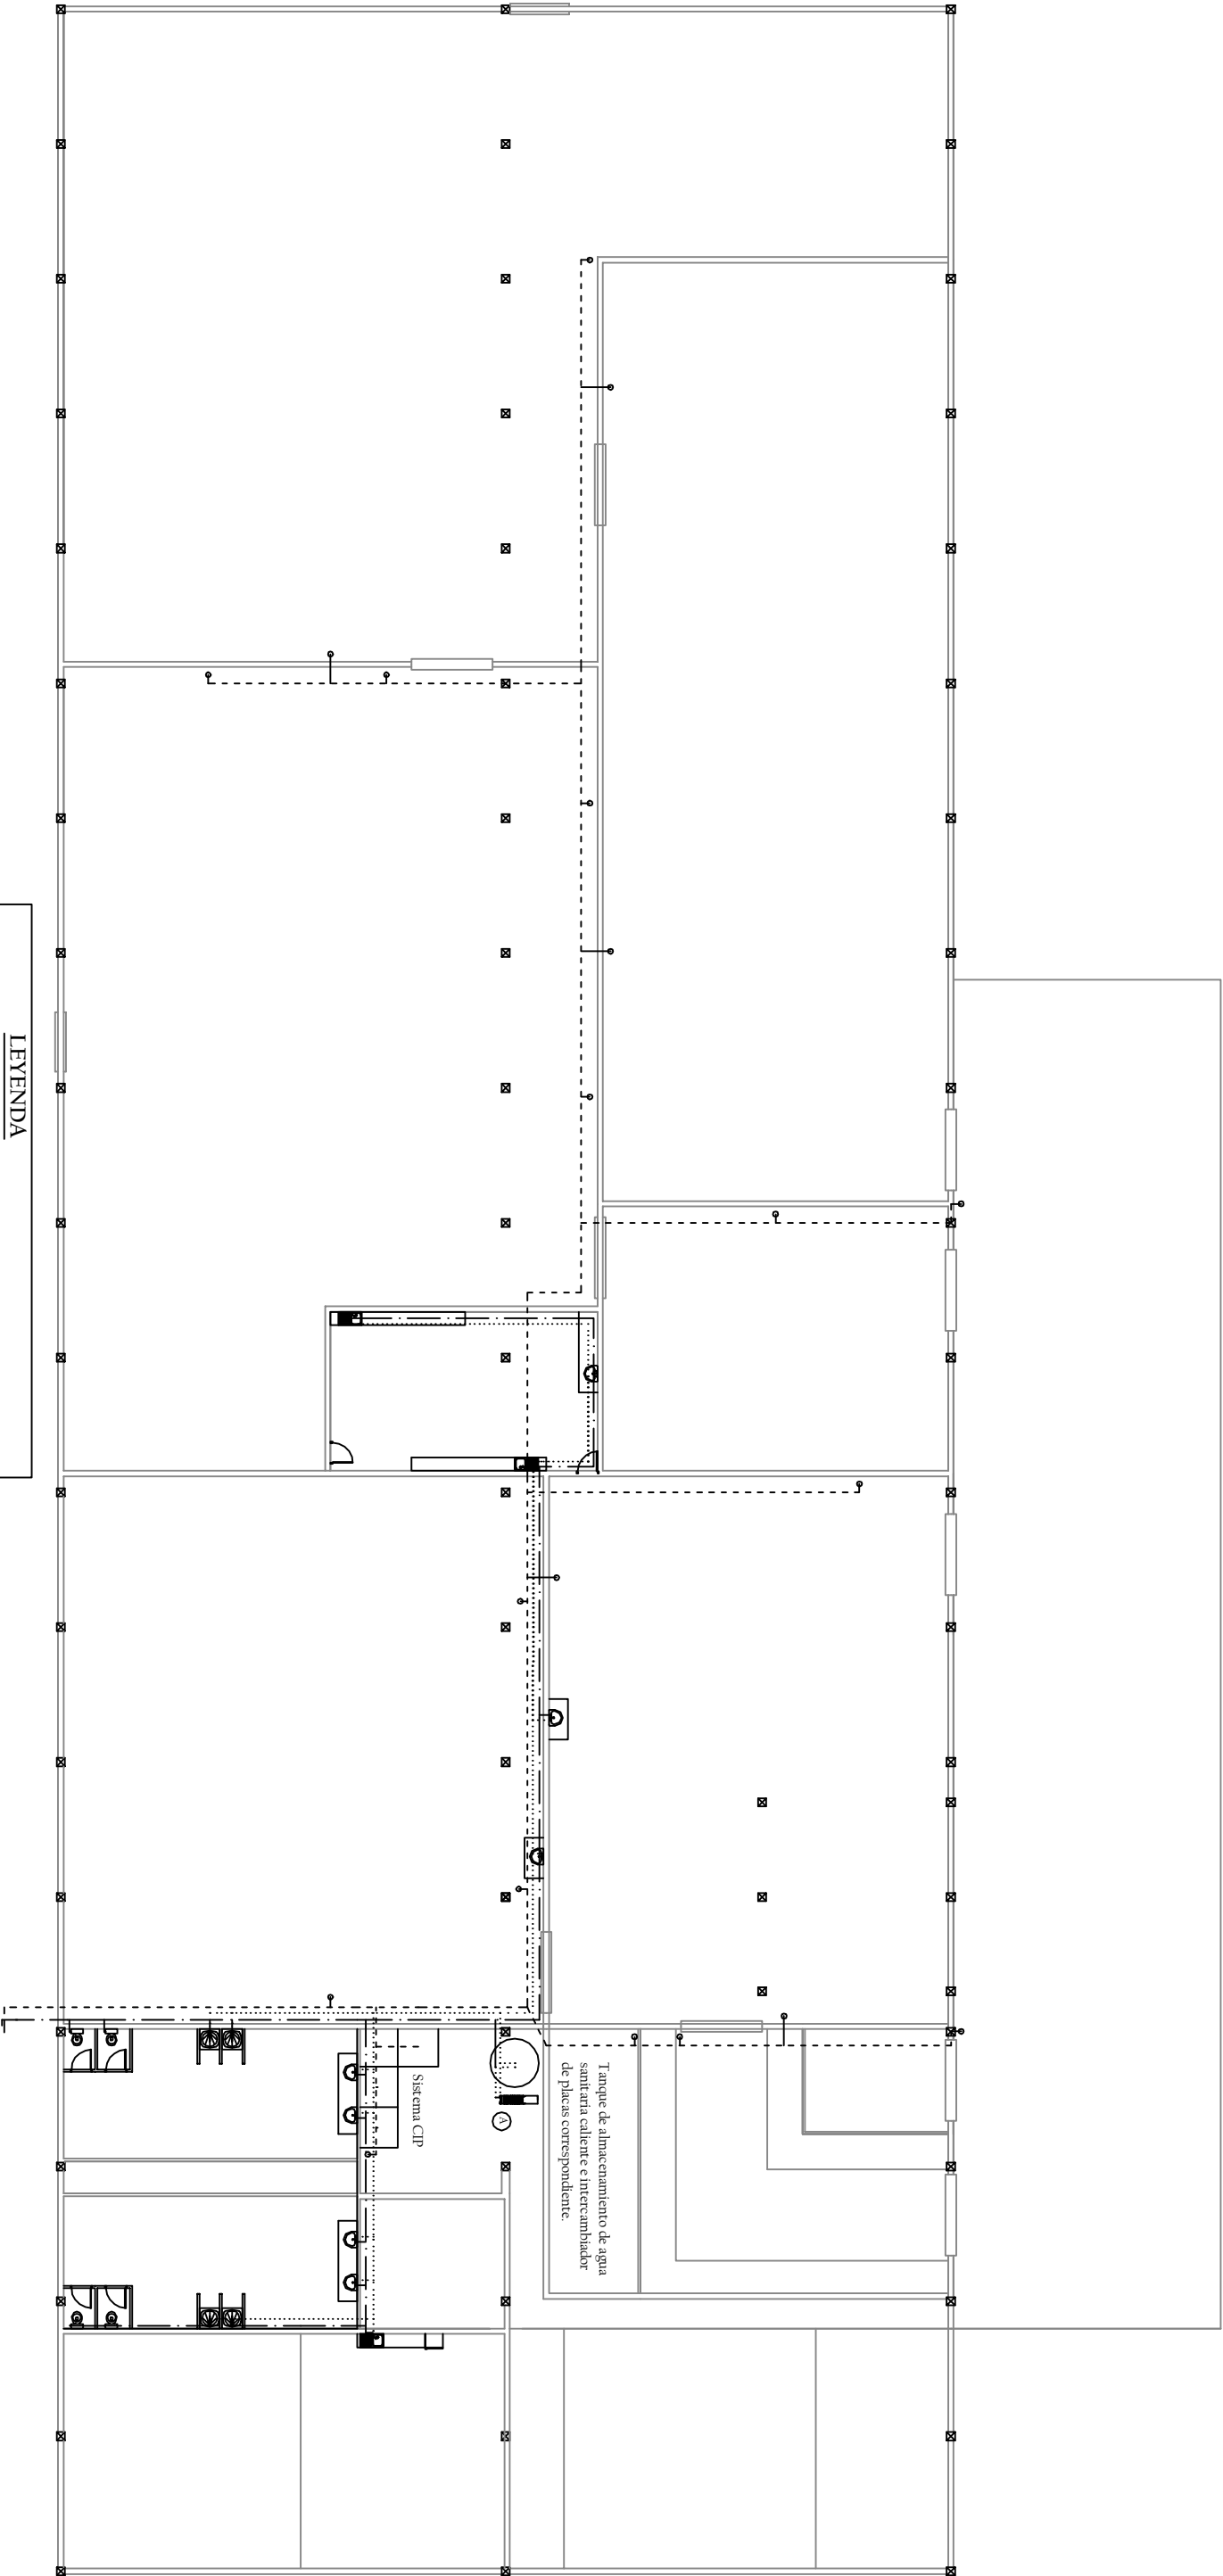 LEYENDA
Sistema CIP
A
Tanque de almacenamiento de agua
sanitaria caliente e intercambiador
de placas correspondiente.